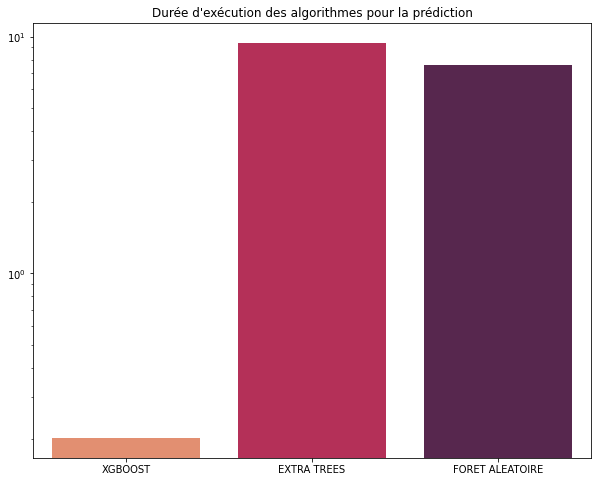 Durée d'exécution des algorithmes pour la prédiction
10¹
10⁰
XGBOOST EXTRA TREES FORET ALEATOIRE